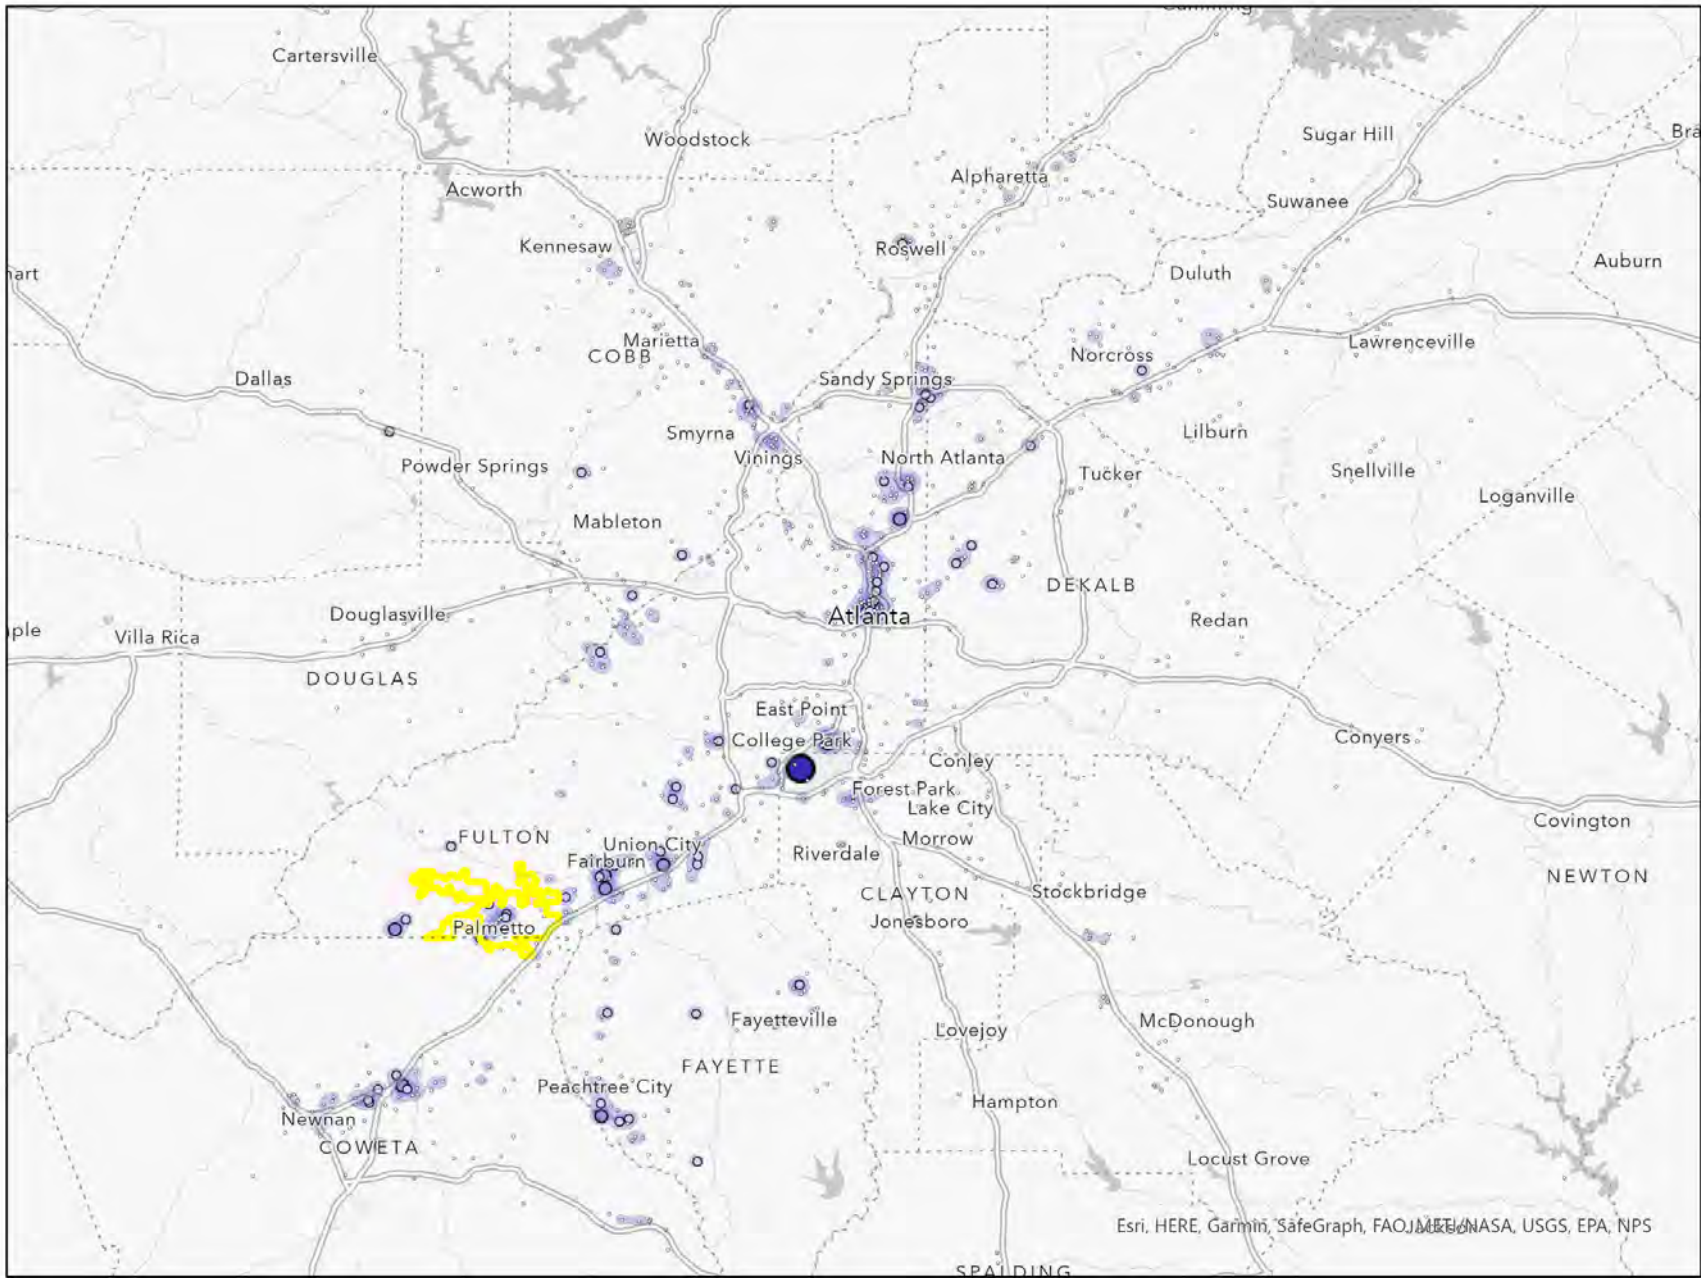 Cartersville
Woodstock
Sugar Hill
Bra
Alpharetta
Acworth
Suwanee
Kennesaw
Roswell
Auburn
hart
Duluth
Marietta
COBB
Norcross
Lawrenceville
Dallas
Sandy Springs
Smyrna
Lilburn
Vinings
North Atlanta
Powder Springs
Tucker
Snellville
Loganville
Mableton
DEKALB
Douglasville
Atlanta
Redan
ple
Villa Rica
DOUGLAS
East Point
College Park
Conyers
Conley
Forest Park
Lake City
Covington
FULTON
Union City
Morrow
Riverdale
Fairburn
NEWTON
CLAYTON
Stockbridge
Jonesboro
Palmetto
Fayetteville
Lovejoy
McDonough
FAYETTE
Peachtree City
Hampton
Newnan
COWETA
Locust Grove
Esri, HERE, Garmin, SafeGraph, FAO, METI/NASA, USGS, EPA, NPS
SPALDING